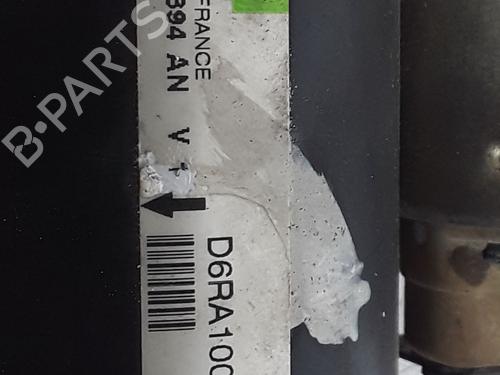 FRANCE
394 AN V
D6RA100
B-PARTS